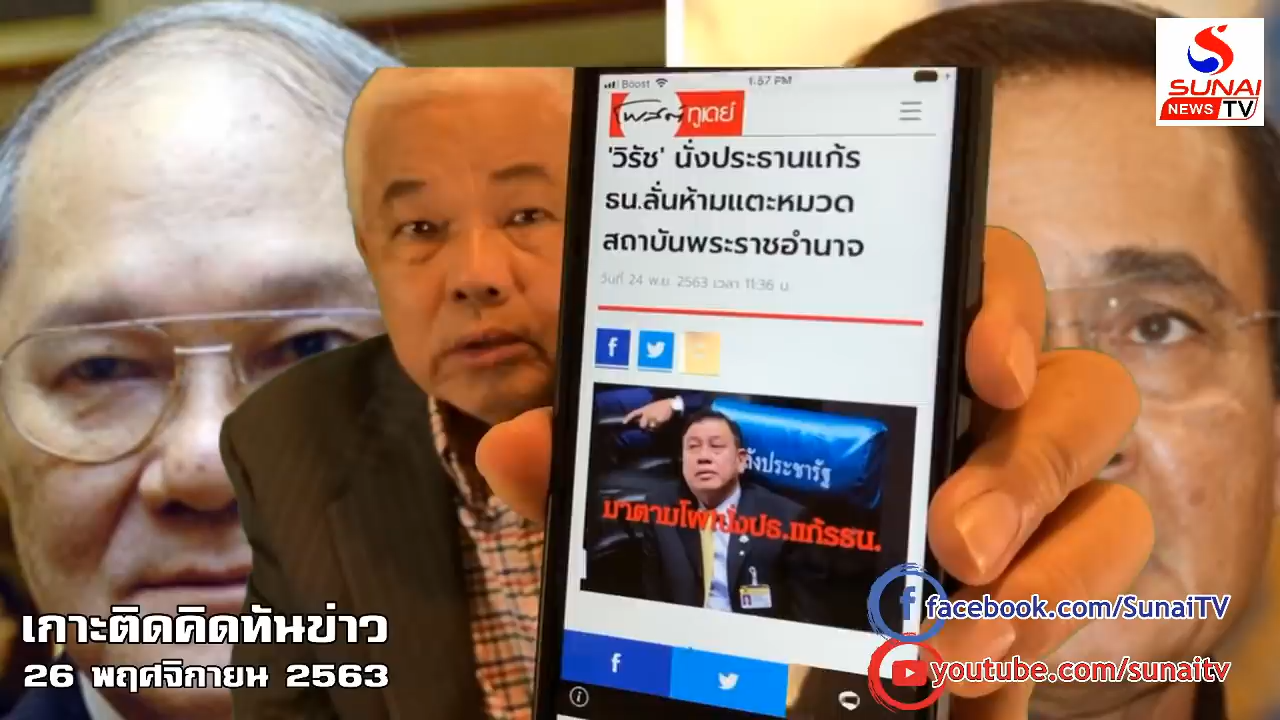 SUNAI
NEWS TV
Boost
1:57 PM
โพสต์ ทูเดย์
'วิรัช' นั่งประธานแก้ร
ธน.ลั่นห้ามแตะหมวด
สถาบันพระราชอำนาจ
วันที่ 24 พ.ย. 2563 เวลา 11:36 น.
ลังประชารัฐ
มาตามโผ!นั่งปธ.แก้รธน.
facebook.com/SunaiTV
youtube.com/sunaitv
เกาะติดคิดทันข่าว
26 พฤศจิกายน 2563